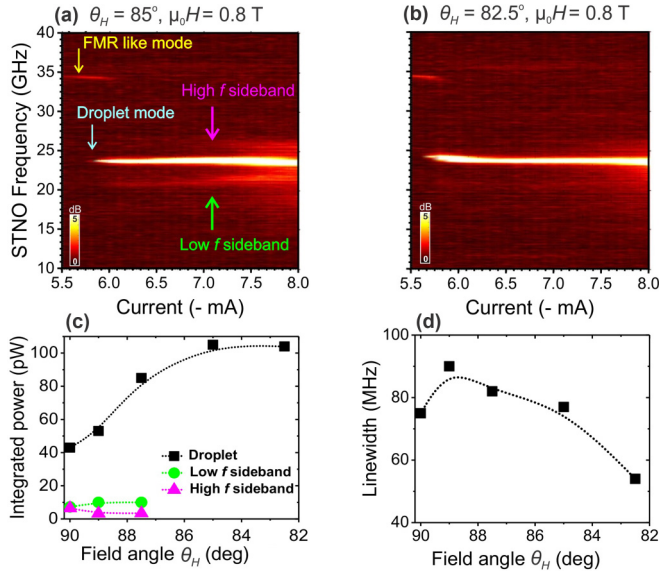 (a) θ_H = 85°, μ₀H = 0.8 T
(b) θ_H = 82.5°, μ₀H = 0.8 T
STNO Frequency (GHz)
40
35
30
25
20
15
10
FMR like mode
High f sideband
Droplet mode
Low f sideband
dB
5
0
dB
5
0
5.5 6.0 6.5 7.0 7.5 8.0
Current (- mA)
5.5 6.0 6.5 7.0 7.5 8.0
Current (- mA)
(c)
Integrated power (pW)
120
100
80
60
40
20
0
Droplet
Low f sideband
High f sideband
90 88 86 84 82
Field angle θ_H (deg)
(d)
Linewidth (MHz)
100
80
60
40
90 88 86 84 82
Field angle θ_H (deg)